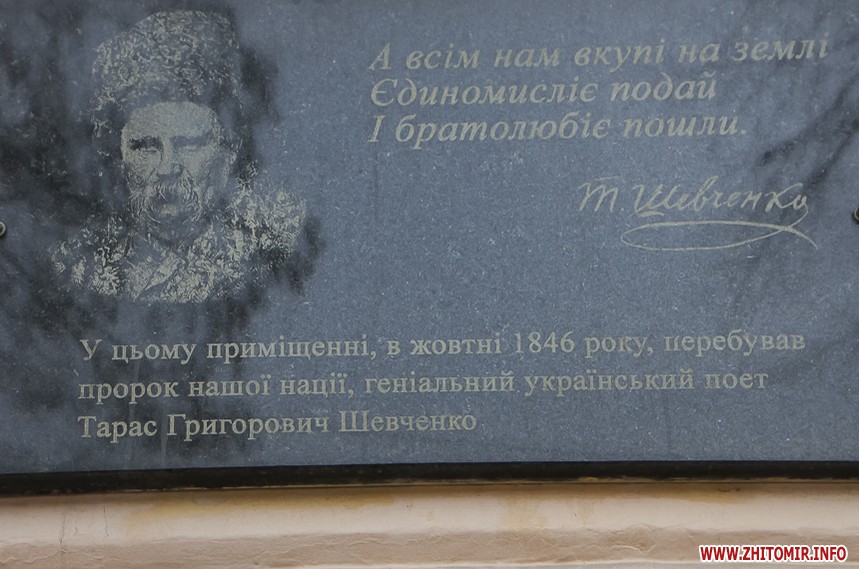 А всім нам вкупі на землі
Єдиномисліє подай
І братолюбіє пошли.
Т. Шевченко
У цьому приміщенні, в жовтні 1846 року, перебував
пророк нашої нації, геніальний український поет
Тарас Григорович Шевченко
WWW.ZHITOMIR.INFO